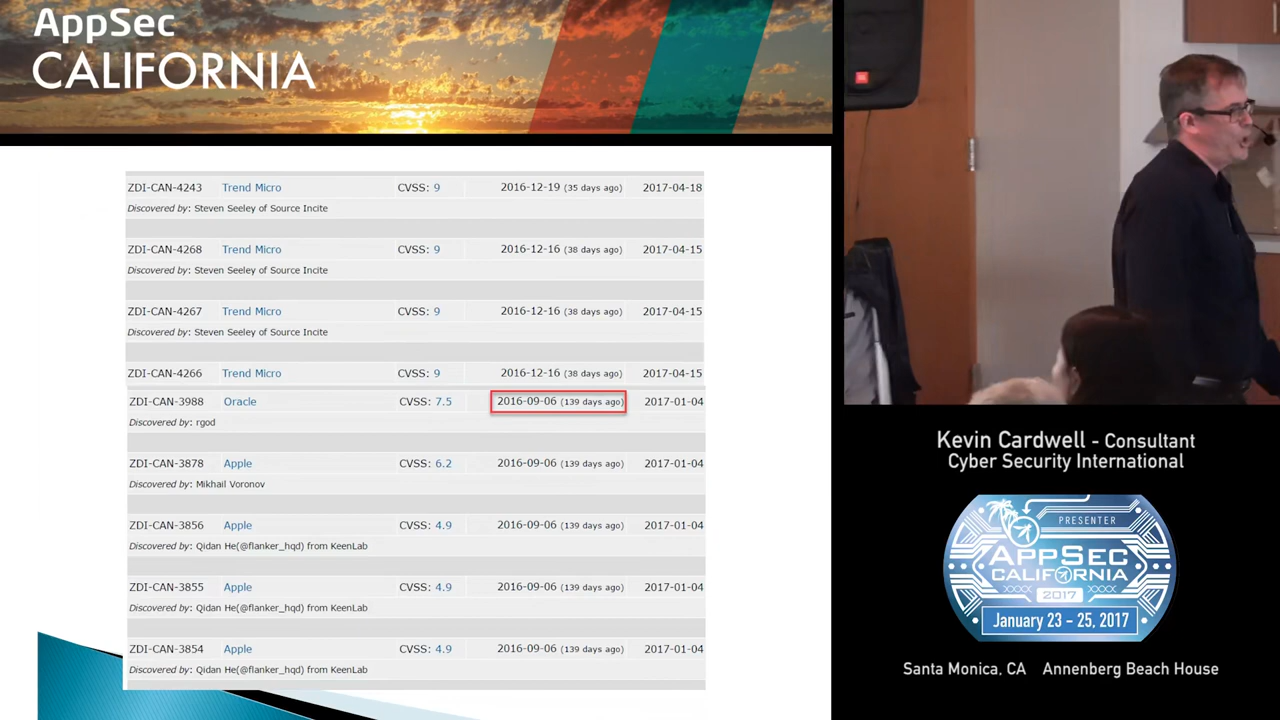 AppSec
CALIFORNIA
ZDI-CAN-4243 Trend Micro CVSS: 9 2016-12-19 (35 days ago) 2017-04-18
Discovered by: Steven Seeley of Source Incite
ZDI-CAN-4268 Trend Micro CVSS: 9 2016-12-16 (38 days ago) 2017-04-15
Discovered by: Steven Seeley of Source Incite
ZDI-CAN-4267 Trend Micro CVSS: 9 2016-12-16 (38 days ago) 2017-04-15
Discovered by: Steven Seeley of Source Incite
ZDI-CAN-4266 Trend Micro CVSS: 9 2016-12-16 (38 days ago) 2017-04-15
ZDI-CAN-3988 Oracle CVSS: 7.5 2016-09-06 (139 days ago) 2017-01-04
Discovered by: rgod
ZDI-CAN-3878 Apple CVSS: 6.2 2016-09-06 (139 days ago) 2017-01-04
Discovered by: Mikhail Voronov
ZDI-CAN-3856 Apple CVSS: 4.9 2016-09-06 (139 days ago) 2017-01-04
Discovered by: Qidan He(@flanker_hqd) from KeenLab
ZDI-CAN-3855 Apple CVSS: 4.9 2016-09-06 (139 days ago) 2017-01-04
Discovered by: Qidan He(@flanker_hqd) from KeenLab
ZDI-CAN-3854 Apple CVSS: 4.9 2016-09-06 (139 days ago) 2017-01-04
Discovered by: Qidan He(@flanker_hqd) from KeenLab
Kevin Cardwell - Consultant
Cyber Security International
PRESENTER
APPSEC
CALIFORNIA
2017
January 23 - 25, 2017
Santa Monica, CA Annenberg Beach House